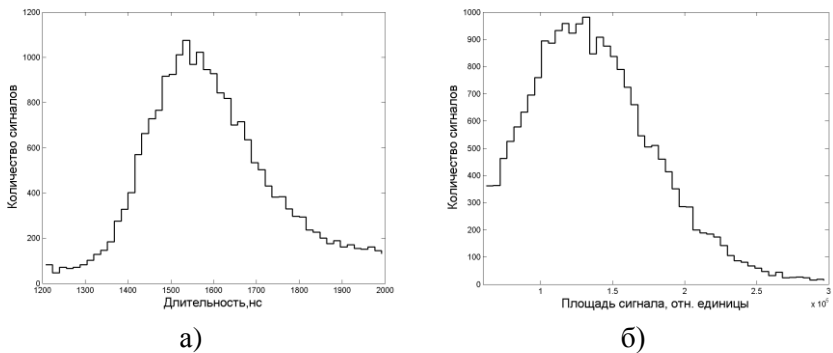 1200
1000
800
600
400
200
0
Количество сигналов
1200 1300 1400 1500 1600 1700 1800 1900 2000
Длительность,нс
а)
1000
900
800
700
600
500
400
300
200
100
0
Количество сигналов
1 1.5 2 2.5 3
Площадь сигнала, отн. единицы
x 10⁵
б)